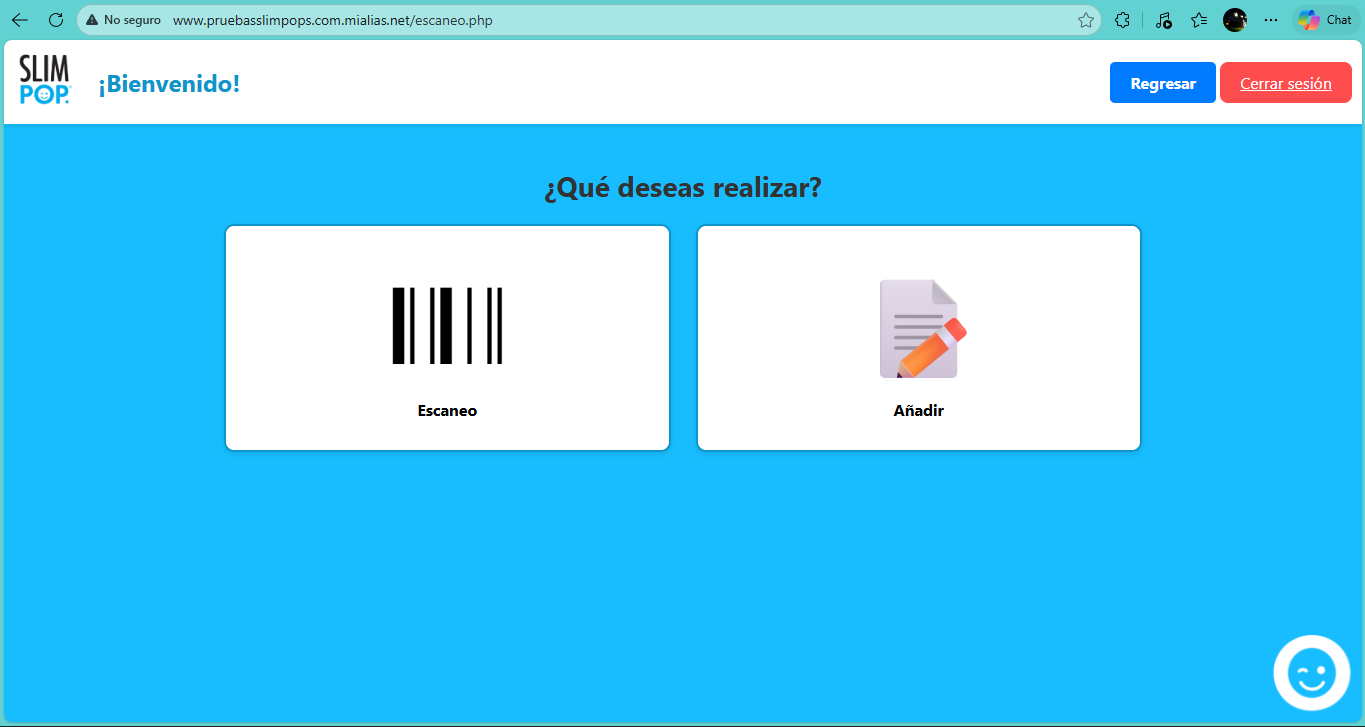 No seguro www.pruebasslimpops.com.mialias.net/escaneo.php
Chat
SLIM
POP.
¡Bienvenido!
Regresar
Cerrar sesión
¿Qué deseas realizar?
Escaneo
Añadir